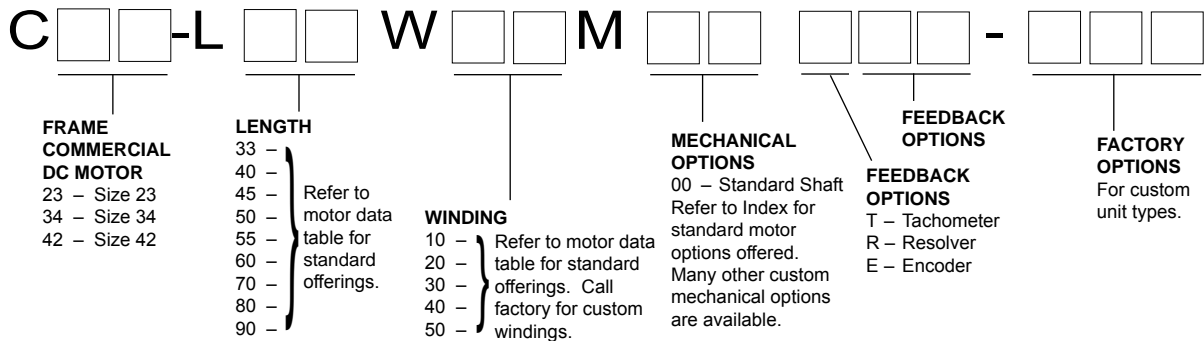 C -L W M -
FRAME
COMMERCIAL
DC MOTOR
23 – Size 23
34 – Size 34
42 – Size 42
LENGTH
33 –
40 –
45 –
50 –
55 –
60 –
70 –
80 –
90 –
Refer to
motor data
table for
standard
offerings.
WINDING
10 –
20 –
30 –
40 –
50 –
Refer to motor data
table for standard
offerings. Call
factory for custom
windings.
MECHANICAL
OPTIONS
00 – Standard Shaft
Refer to Index for
standard motor
options offered.
Many other custom
mechanical options
are available.
FEEDBACK
OPTIONS
T – Tachometer
R – Resolver
E – Encoder
FEEDBACK
OPTIONS
FACTORY
OPTIONS
For custom
unit types.